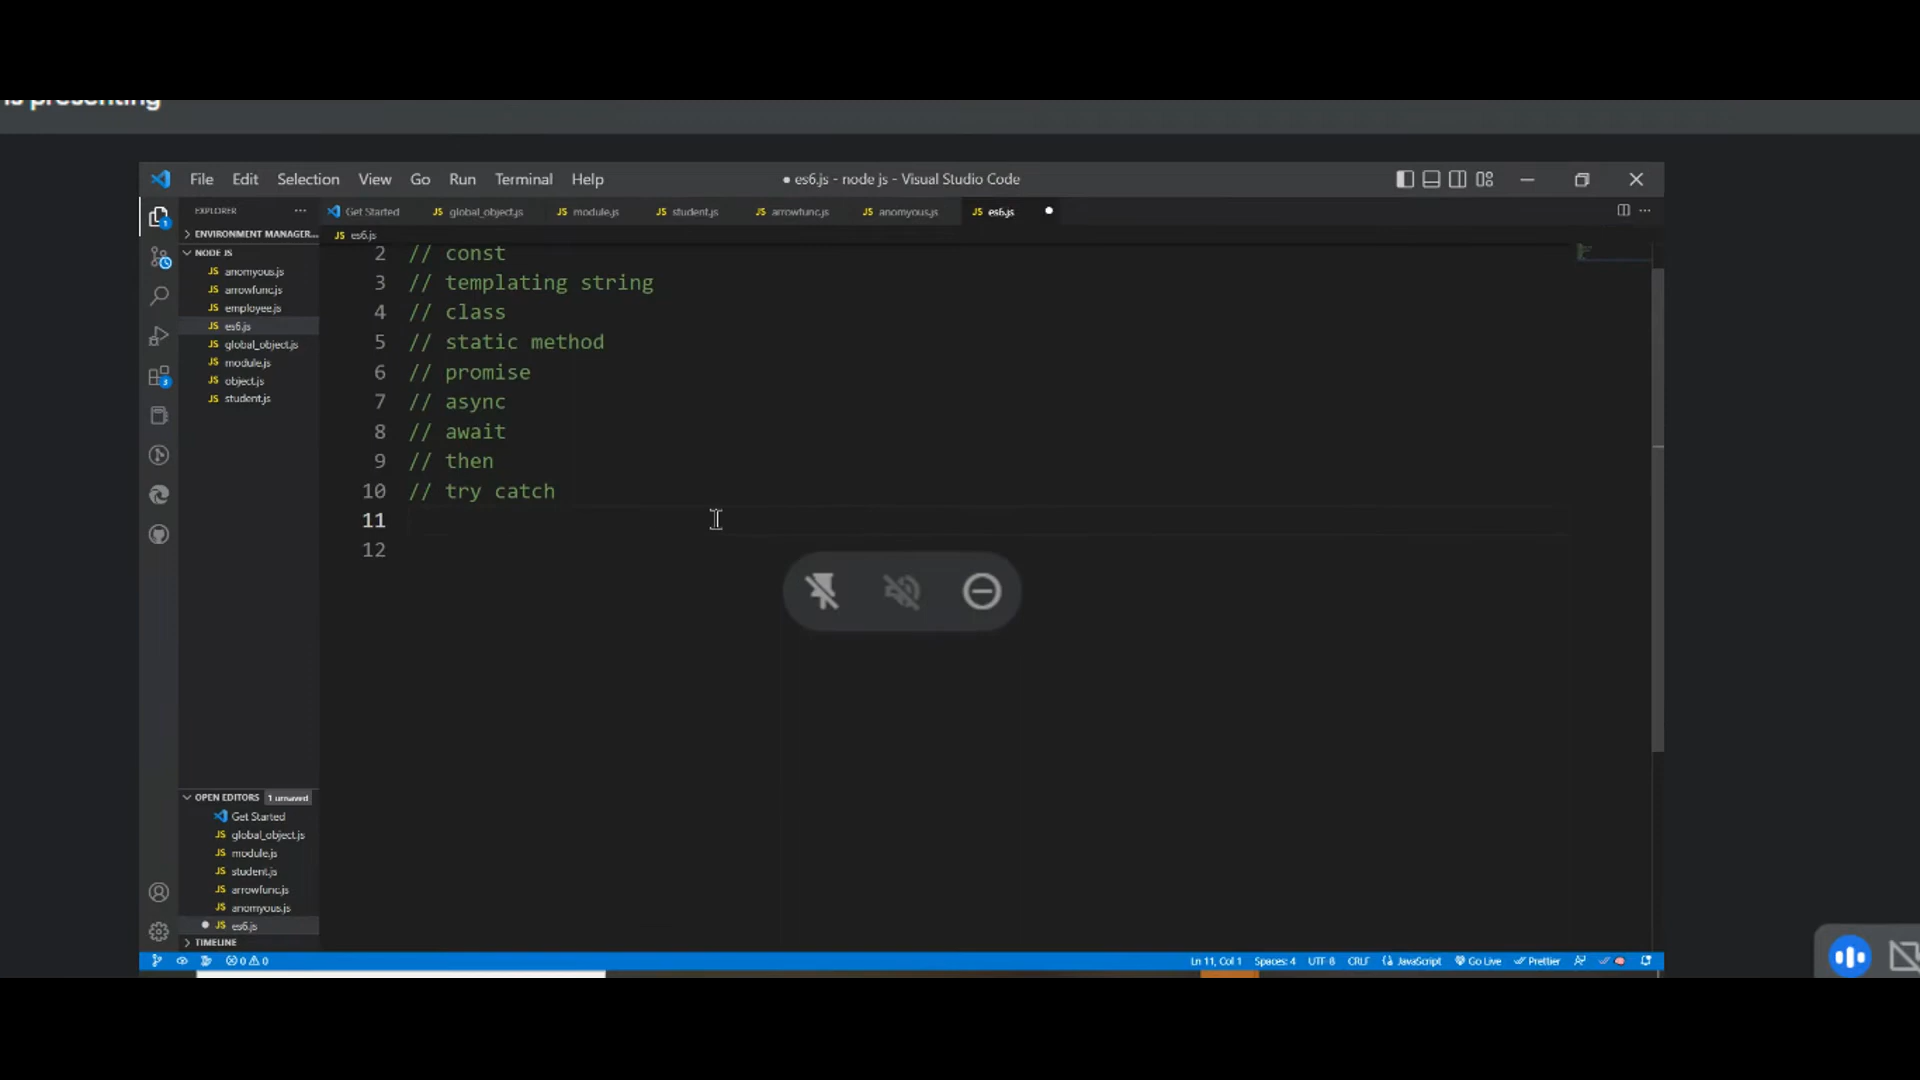 is presenting
File Edit Selection View Go Run Terminal Help
● es6.js - node js - Visual Studio Code
EXPLORER
Get Started
JS global_object.js
JS module.js
JS student.js
JS arrowfunc.js
JS anomyous.js
JS es6.js
ENVIRONMENT MANAGER...
JS es6.js
NODE JS
JS anomyous.js
JS arrowfunc.js
JS employee.js
JS es6.js
JS global_object.js
JS module.js
JS object.js
JS student.js
2 // const
3 // templating string
4 // class
5 // static method
6 // promise
7 // async
8 // await
9 // then
10 // try catch
11
12
OPEN EDITORS 1 unsaved
Get Started
JS global_object.js
JS module.js
JS student.js
JS arrowfunc.js
JS anomyous.js
● JS es6.js
TIMELINE
0 0 Ln 11, Col 1 Spaces: 4 UTF-8 CRLF JavaScript Go Live Prettier